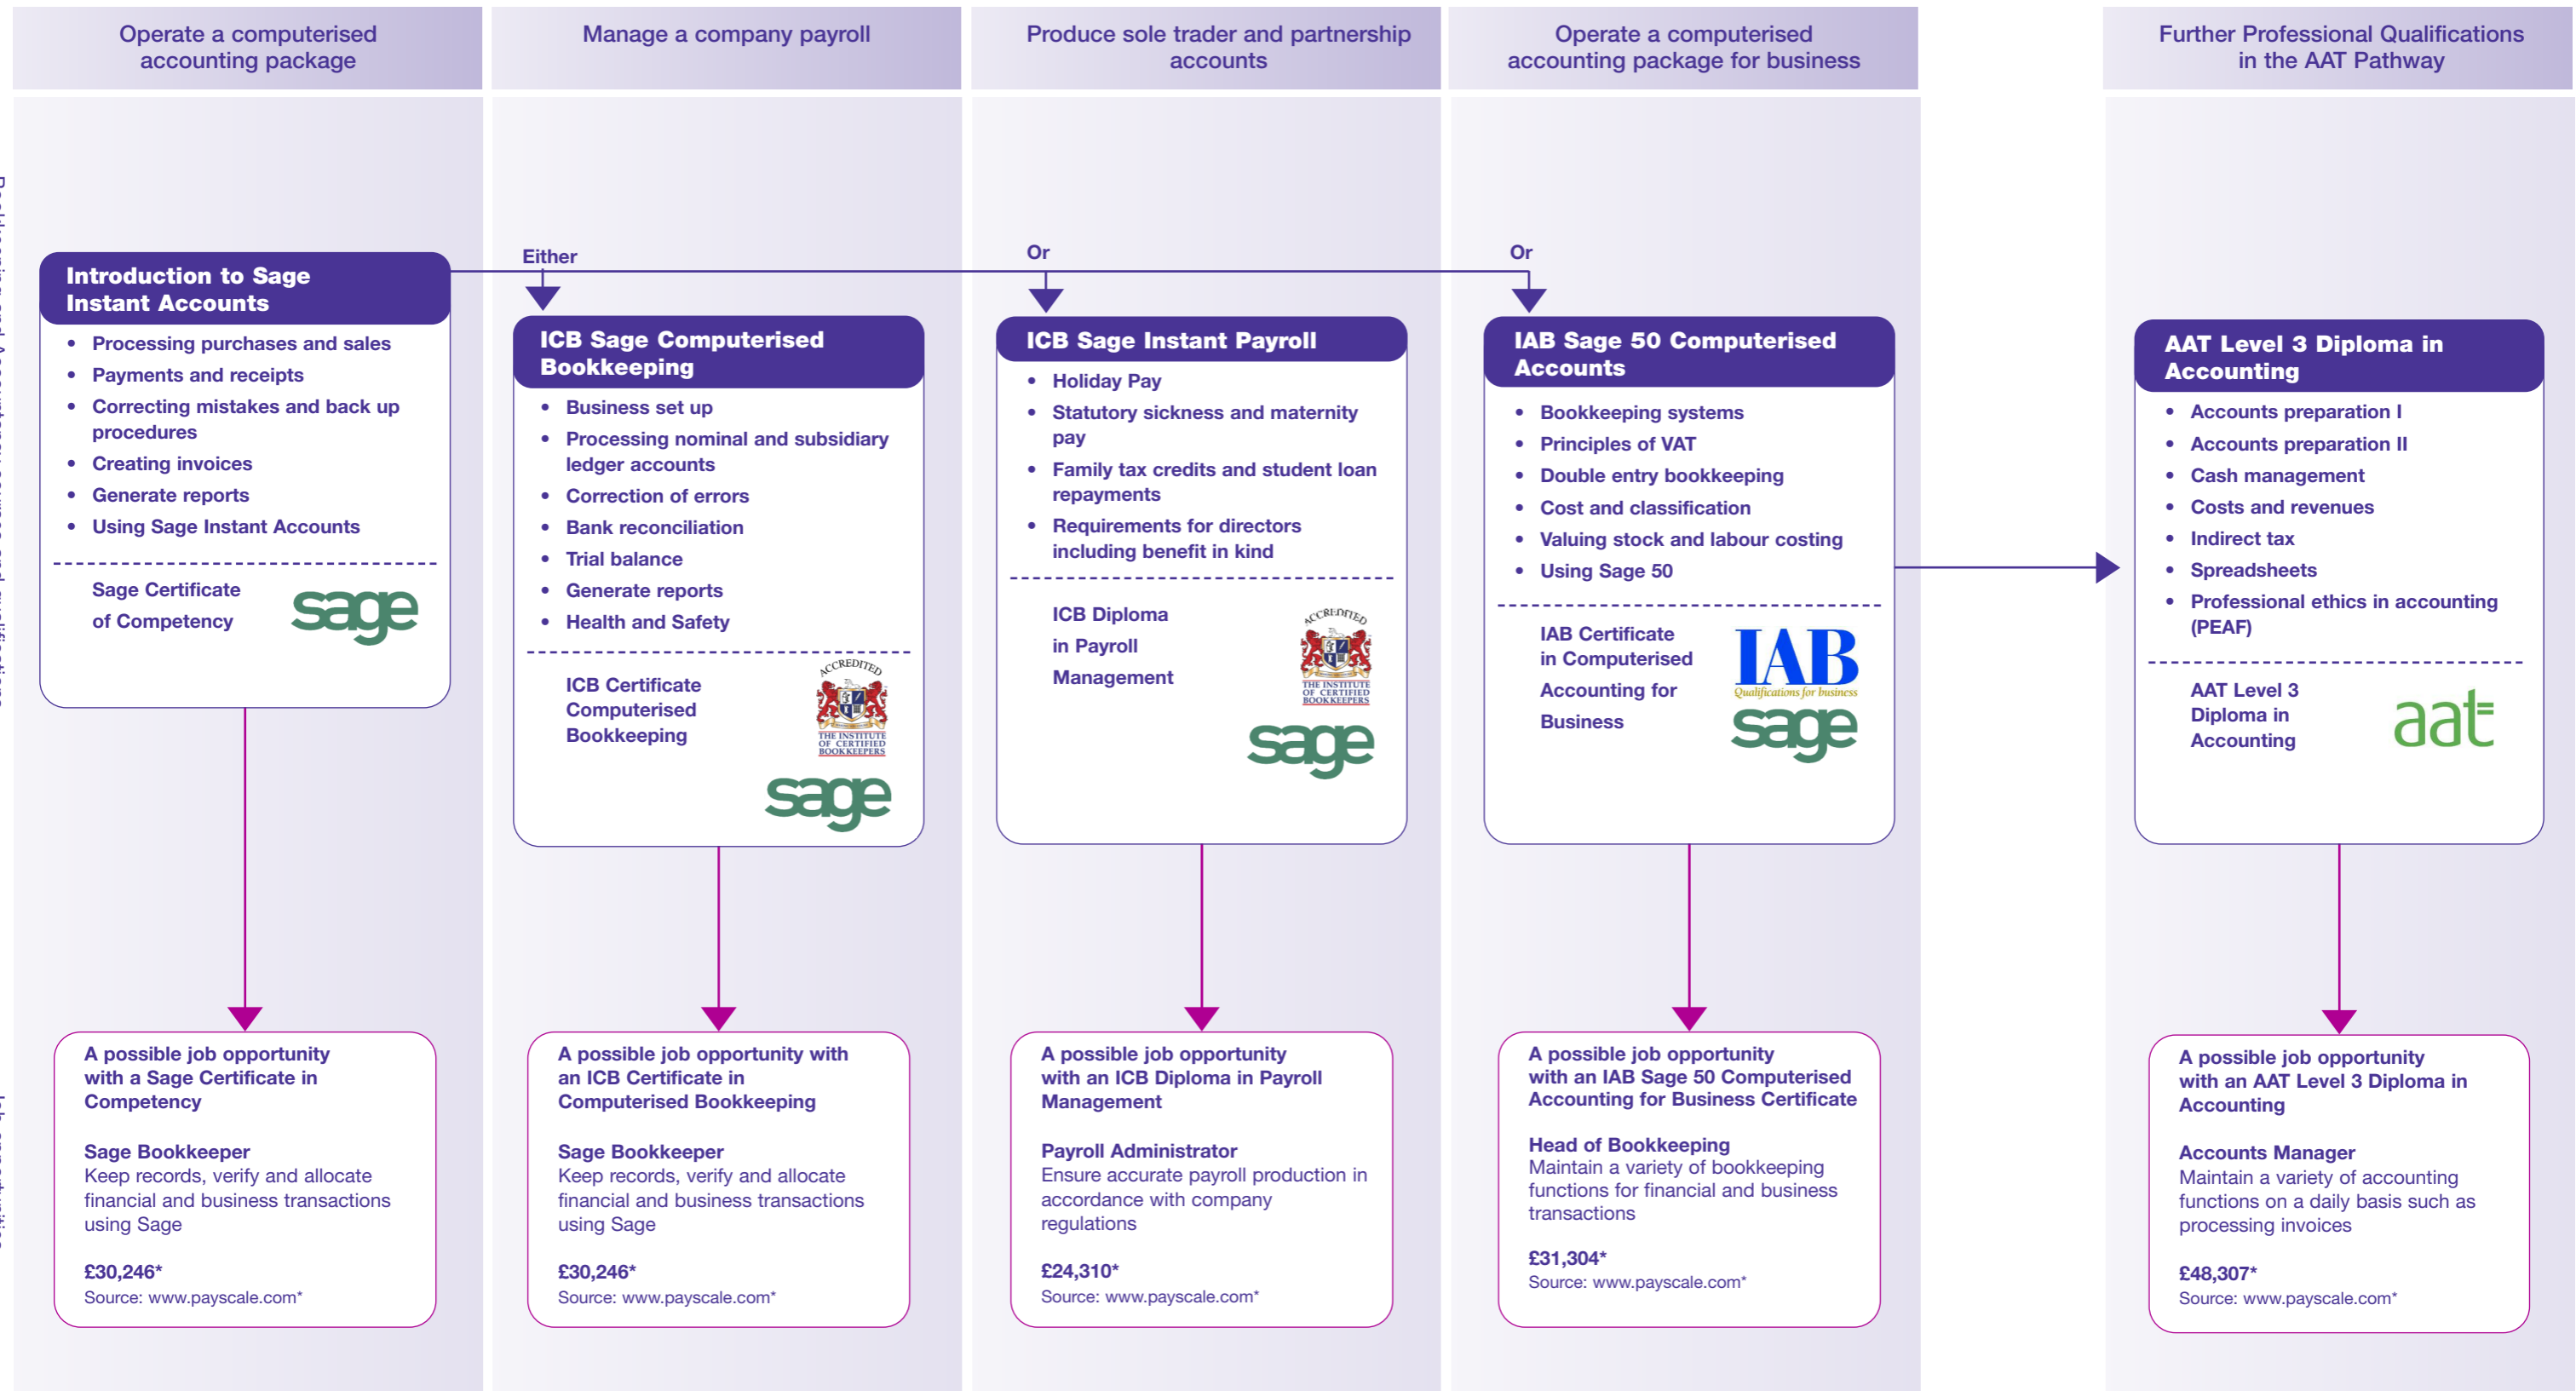 Operate a computerised
accounting package
Manage a company payroll
Produce sole trader and partnership
accounts
Operate a computerised
accounting package for business
Further Professional Qualifications
in the AAT Pathway
Either
Or
Or
Introduction to Sage
Instant Accounts
• Processing purchases and sales
• Payments and receipts
• Correcting mistakes and back up
procedures
• Creating invoices
• Generate reports
• Using Sage Instant Accounts
Sage Certificate
of Competency
sage
ICB Sage Computerised
Bookkeeping
• Business set up
• Processing nominal and subsidiary
ledger accounts
• Correction of errors
• Bank reconciliation
• Trial balance
• Generate reports
• Health and Safety
ICB Certificate
Computerised
Bookkeeping
ACCREDITED
THE INSTITUTE
OF CERTIFIED
BOOKKEEPERS
sage
ICB Sage Instant Payroll
• Holiday Pay
• Statutory sickness and maternity
pay
• Family tax credits and student loan
repayments
• Requirements for directors
including benefit in kind
ICB Diploma
in Payroll
Management
ACCREDITED
THE INSTITUTE
OF CERTIFIED
BOOKKEEPERS
sage
IAB Sage 50 Computerised
Accounts
• Bookkeeping systems
• Principles of VAT
• Double entry bookkeeping
• Cost and classification
• Valuing stock and labour costing
• Using Sage 50
IAB Certificate
in Computerised
Accounting for
Business
IAB
Qualifications for business
sage
AAT Level 3 Diploma in
Accounting
• Accounts preparation I
• Accounts preparation II
• Cash management
• Costs and revenues
• Indirect tax
• Spreadsheets
• Professional ethics in accounting
(PEAF)
AAT Level 3
Diploma in
Accounting
aat
A possible job opportunity
with a Sage Certificate in
Competency
Sage Bookkeeper
Keep records, verify and allocate
financial and business transactions
using Sage
£30,246*
Source: www.payscale.com*
A possible job opportunity with
an ICB Certificate in
Computerised Bookkeeping
Sage Bookkeeper
Keep records, verify and allocate
financial and business transactions
using Sage
£30,246*
Source: www.payscale.com*
A possible job opportunity
with an ICB Diploma in Payroll
Management
Payroll Administrator
Ensure accurate payroll production in
accordance with company
regulations
£24,310*
Source: www.payscale.com*
A possible job opportunity
with an IAB Sage 50 Computerised
Accounting for Business Certificate
Head of Bookkeeping
Maintain a variety of bookkeeping
functions for financial and business
transactions
£31,304*
Source: www.payscale.com*
A possible job opportunity
with an AAT Level 3 Diploma in
Accounting
Accounts Manager
Maintain a variety of accounting
functions on a daily basis such as
processing invoices
£48,307*
Source: www.payscale.com*